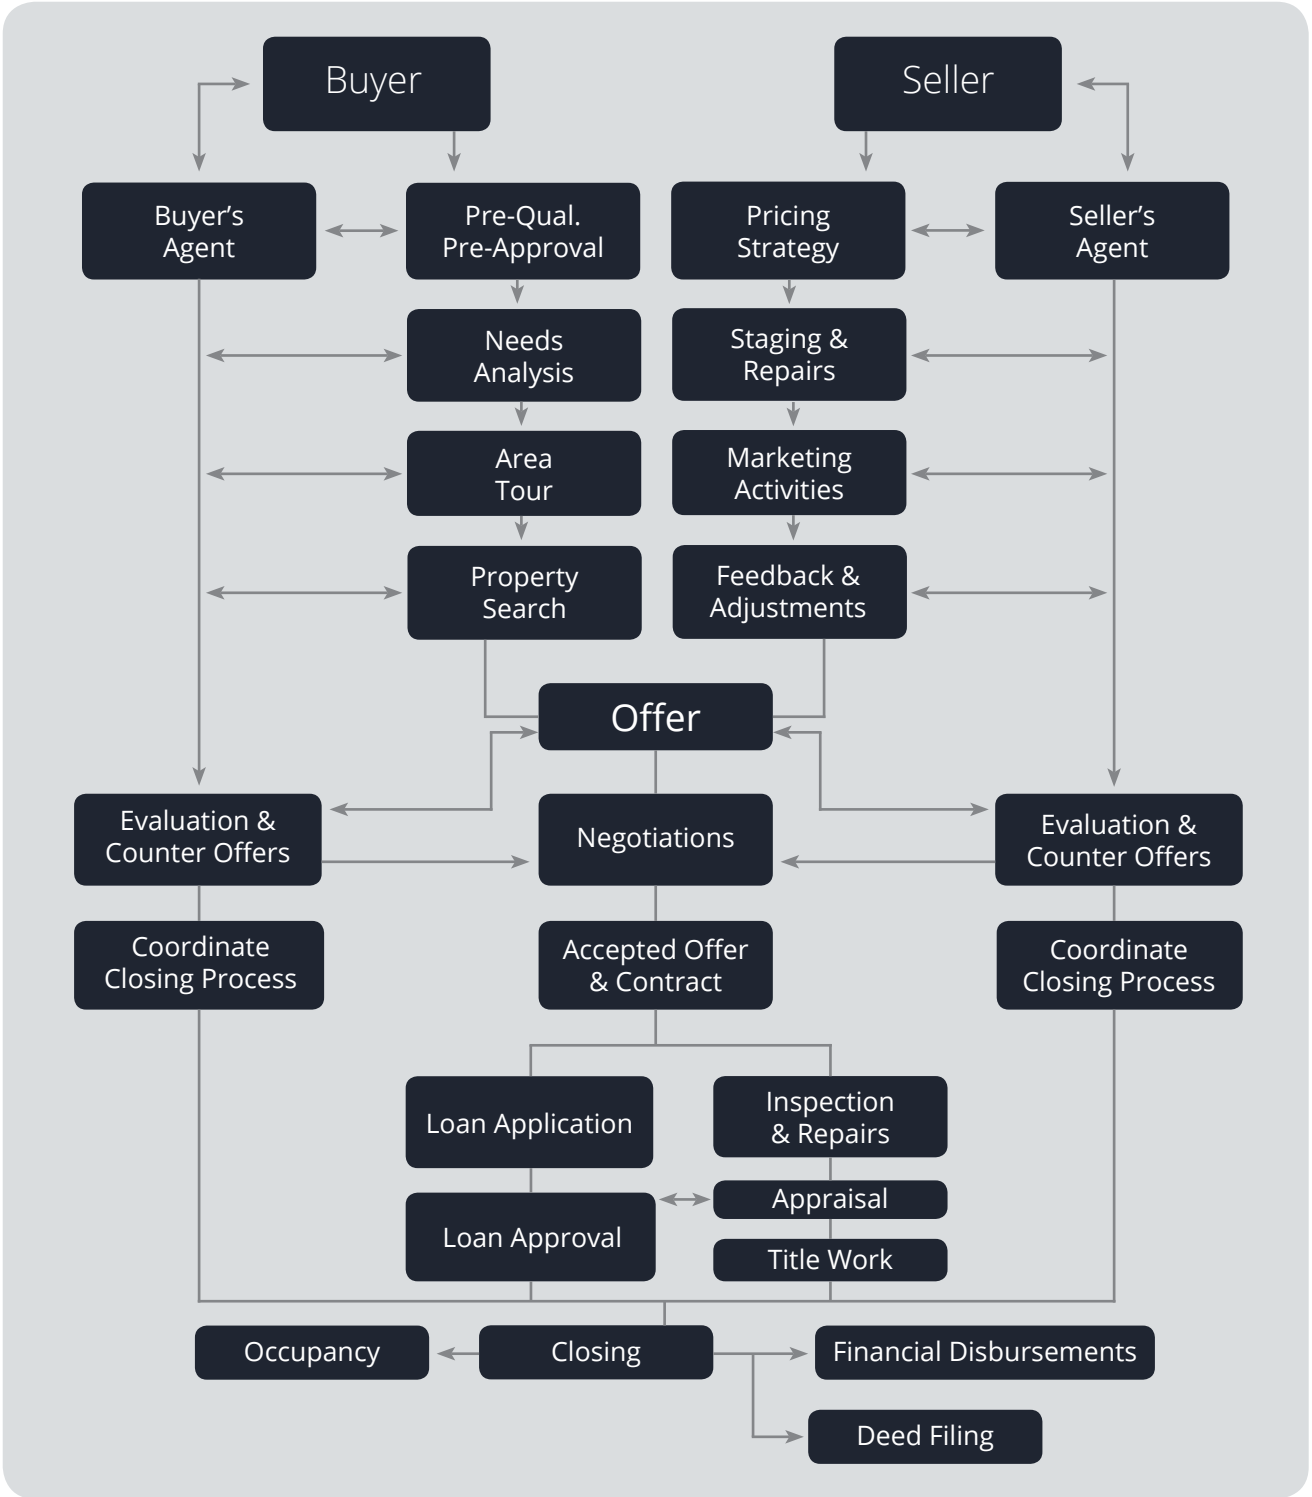 Buyer
Seller
Buyer’s
Agent
Pre-Qual.
Pre-Approval
Pricing
Strategy
Seller’s
Agent
Needs
Analysis
Staging &
Repairs
Area
Tour
Marketing
Activities
Property
Search
Feedback &
Adjustments
Offer
Evaluation &
Counter Offers
Negotiations
Evaluation &
Counter Offers
Coordinate
Closing Process
Accepted Offer
& Contract
Coordinate
Closing Process
Loan Application
Inspection
& Repairs
Loan Approval
Appraisal
Title Work
Occupancy
Closing
Financial Disbursements
Deed Filing